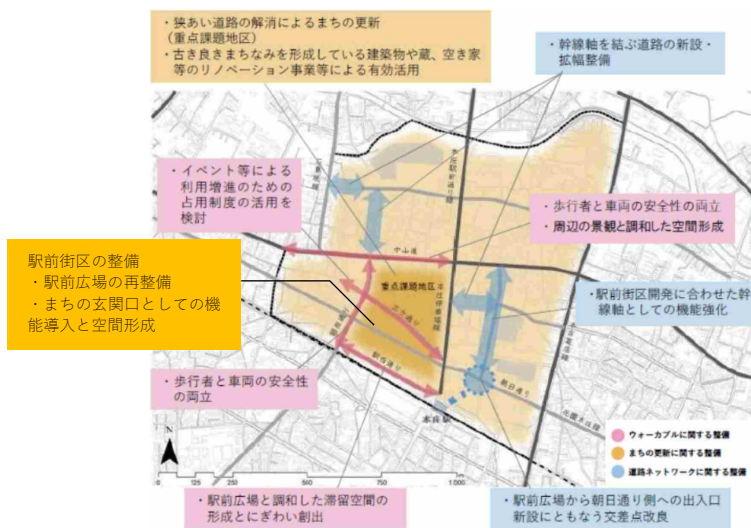 ・狭あい道路の解消によるまちの更新
（重点課題地区）
・古き良きまちなみを形成している建築物や蔵、空き家
等のリノベーション事業等による有効活用
・幹線軸を結ぶ道路の新設・
拡幅整備
・イベント等による
利用増進のための
占用制度の活用を
検討
・歩行者と車両の安全性の両立
・周辺の景観と調和した空間形成
駅前街区の整備
・駅前広場の再整備
・まちの玄関口としての機
能導入と空間形成
中山道
重点課題地区
・駅前街区開発に合わせた幹
線軸としての機能強化
朝日通り
・歩行者と車両の安全性
の両立
本庄駅
N
ウォーカブルに関する整備
まちの更新に関する整備
道路ネットワークに関する整備
0 125 250 500 750 1,000
・駅前広場と調和した滞留空間の
形成とにぎわい創出
・駅前広場から朝日通り側への出入口
新設にともなう交差点改良